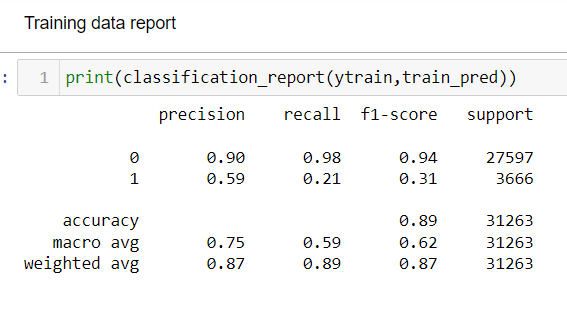 Training data report
: 1 print(classification_report(ytrain,train_pred))
precision recall f1-score support
0 0.90 0.98 0.94 27597
1 0.59 0.21 0.31 3666
accuracy 0.89 31263
macro avg 0.75 0.59 0.62 31263
weighted avg 0.87 0.89 0.87 31263